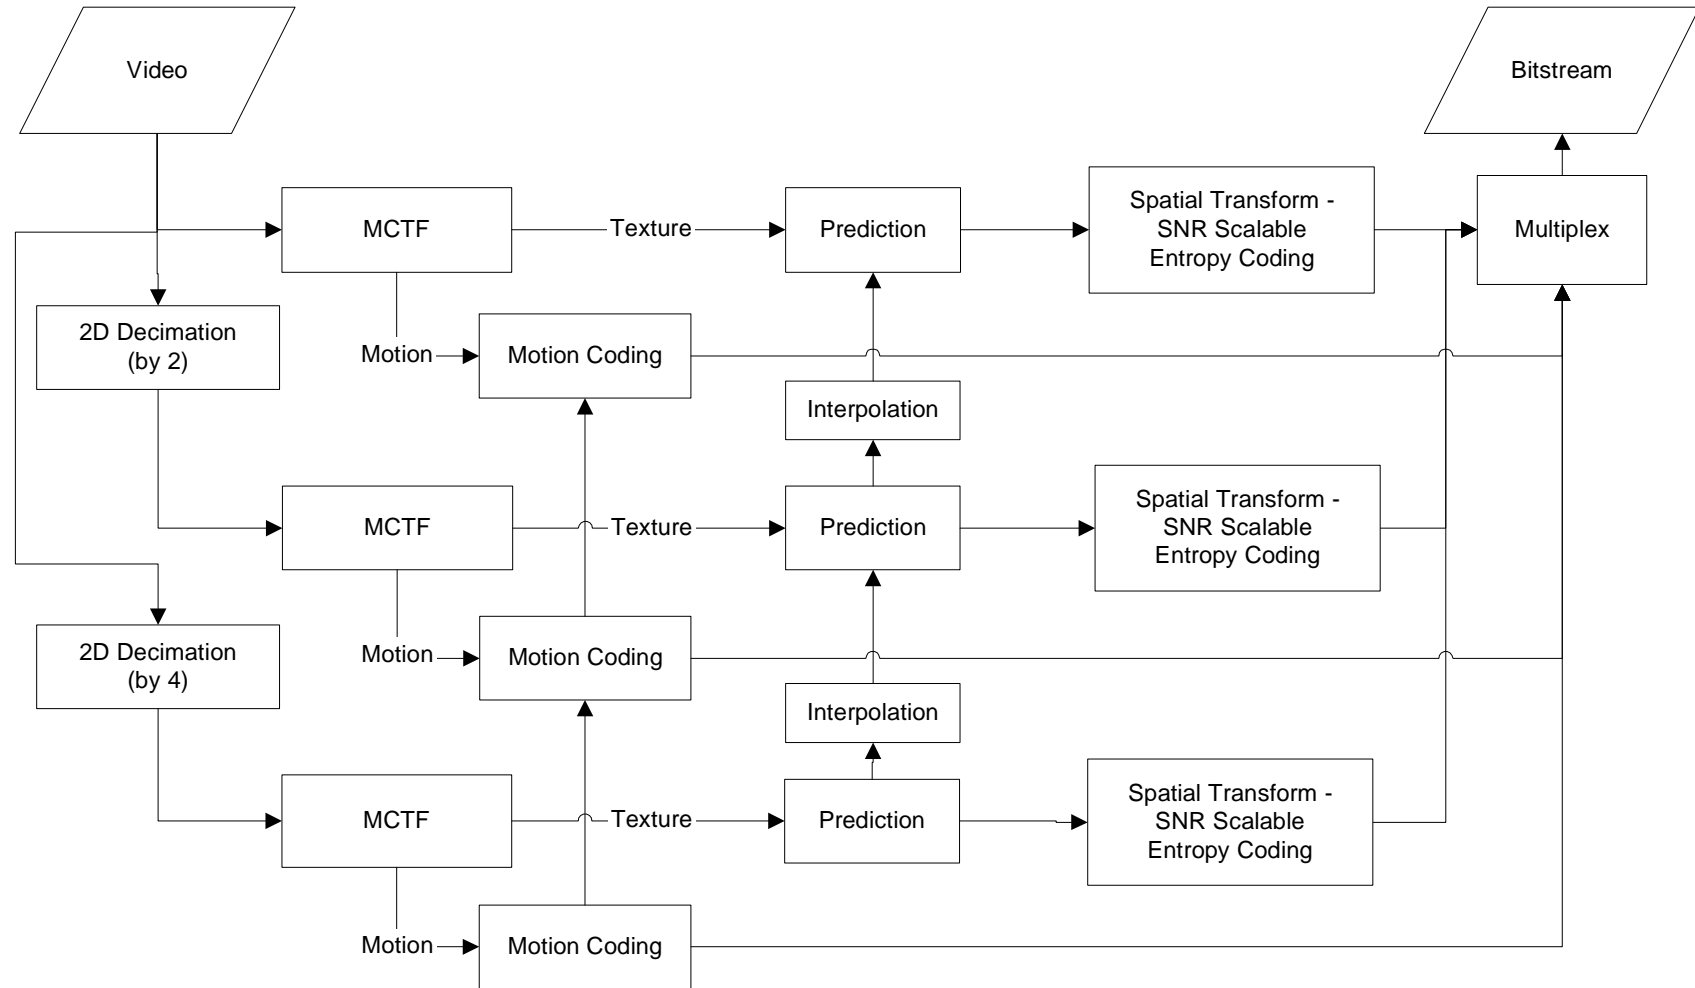 Video
Bitstream
MCTF
Texture
Prediction
Spatial Transform -
SNR Scalable
Entropy Coding
Multiplex
2D Decimation
(by 2)
Motion
Motion Coding
Interpolation
MCTF
Texture
Prediction
Spatial Transform -
SNR Scalable
Entropy Coding
2D Decimation
(by 4)
Motion
Motion Coding
Interpolation
MCTF
Texture
Prediction
Spatial Transform -
SNR Scalable
Entropy Coding
Motion
Motion Coding